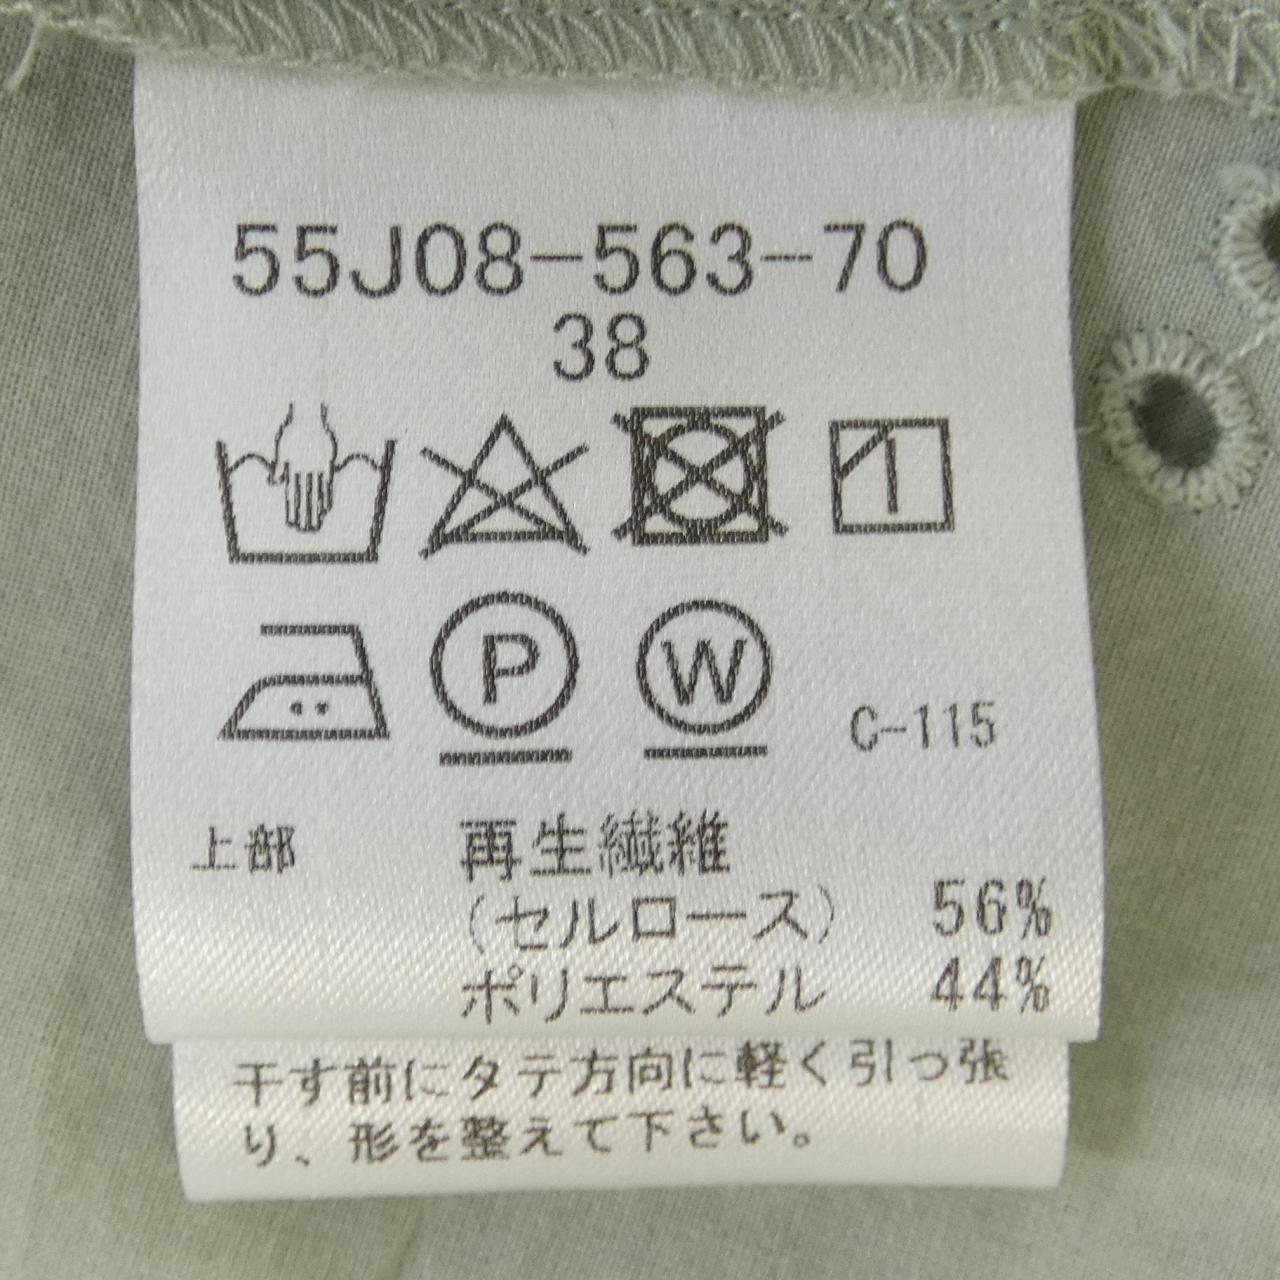 55J08-563-70
38
P W
C-115
上部 再生繊維
(セルロース) 56%
ポリエステル 44%
干す前にタテ方向に軽く引っ張
り、形を整えて下さい。